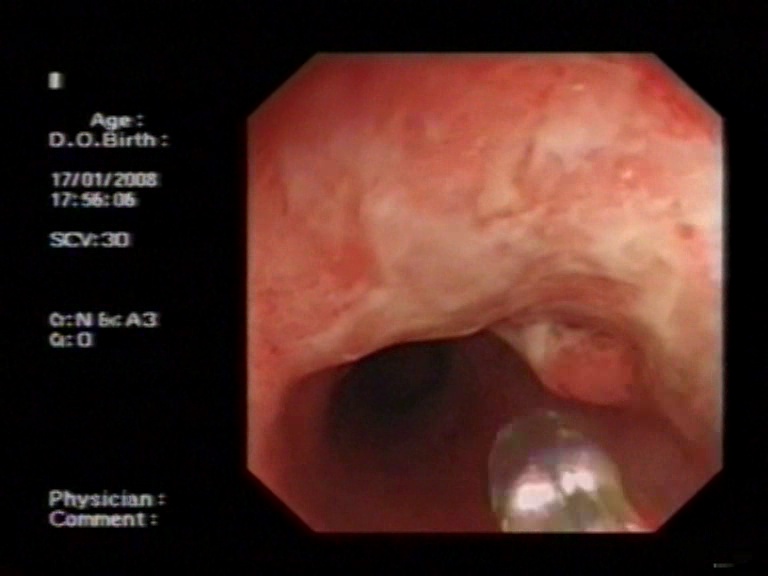 Age:
D.O.Birth:
17/01/2008
17:56:06
SCV:30
Physician:
Comment: